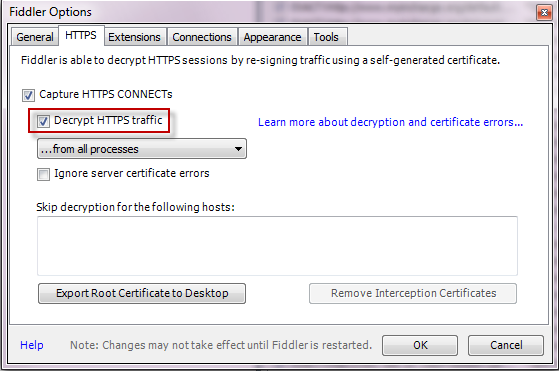 Fiddler Options
General HTTPS Extensions Connections Appearance Tools
Fiddler is able to decrypt HTTPS sessions by re-signing traffic using a self-generated certificate.
Capture HTTPS CONNECTs
Decrypt HTTPS traffic
Learn more about decryption and certificate errors...
...from all processes
Ignore server certificate errors
Skip decryption for the following hosts:
Export Root Certificate to Desktop
Remove Interception Certificates
Help
Note: Changes may not take effect until Fiddler is restarted.
OK
Cancel